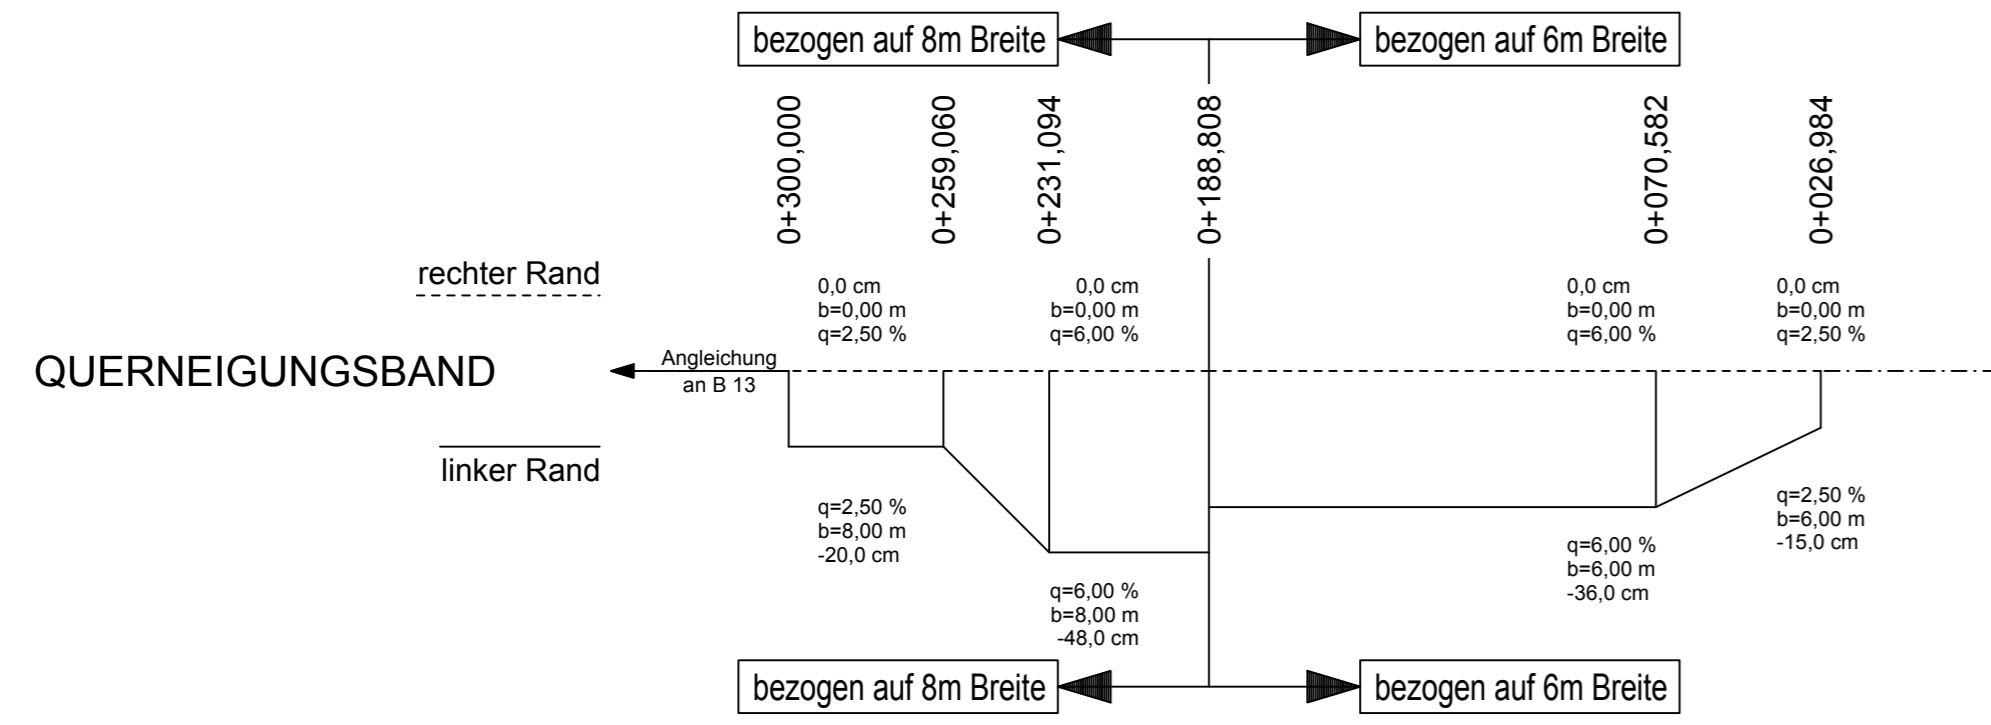 bezogen auf 8m Breite
bezogen auf 6m Breite
0+300,000
0+259,060
0+231,094
0+188,808
0+070,582
0+026,984
rechter Rand
0,0 cm
b=0,00 m
q=2,50 %
0,0 cm
b=0,00 m
q=6,00 %
0,0 cm
b=0,00 m
q=6,00 %
0,0 cm
b=0,00 m
q=2,50 %
QUERNEIGUNGSBAND
Angleichung
an B 13
linker Rand
q=2,50 %
b=8,00 m
-20,0 cm
q=6,00 %
b=8,00 m
-48,0 cm
q=6,00 %
b=6,00 m
-36,0 cm
q=2,50 %
b=6,00 m
-15,0 cm
bezogen auf 8m Breite
bezogen auf 6m Breite